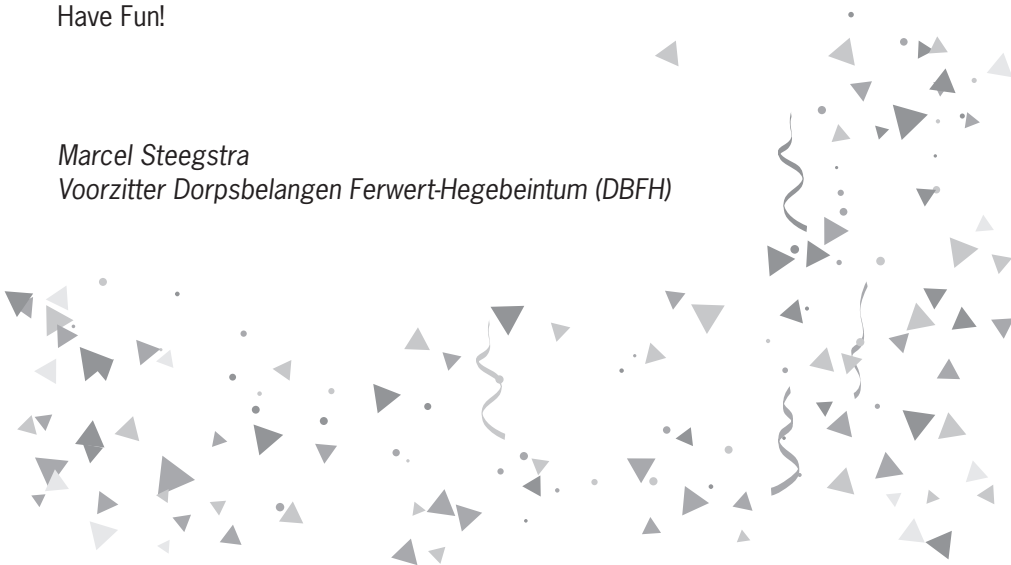 Have Fun!
Marcel Steegstra
Voorzitter Dorpsbelangen Ferwert-Hegebeintum (DBFH)